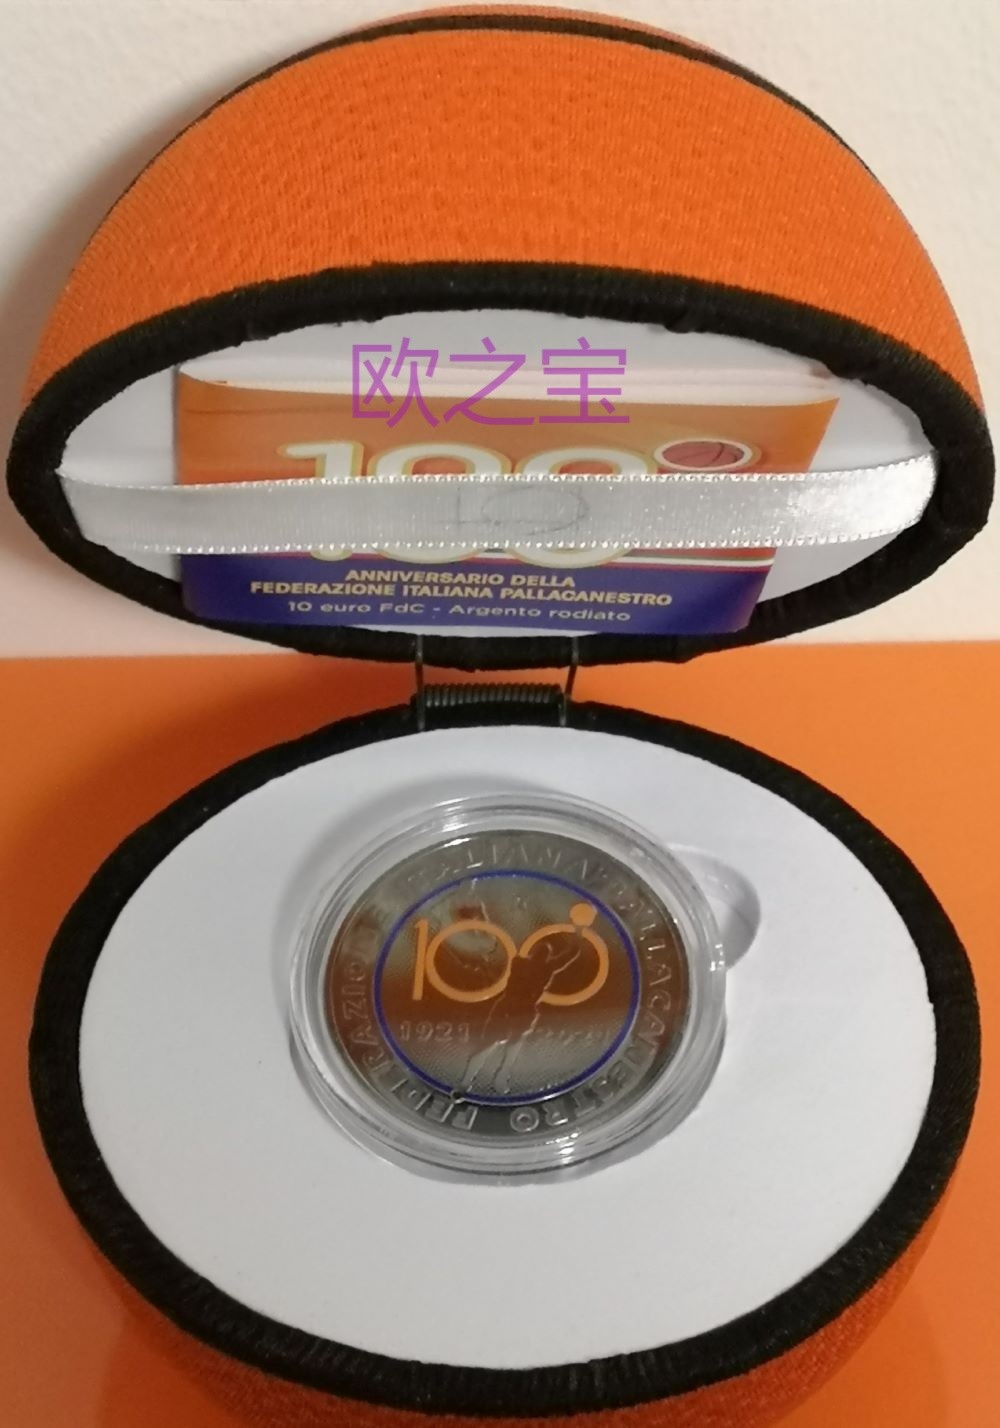 欧之宝
100°
ANNIVERSARIO DELLA
FEDERAZIONE ITALIANA PALLACANESTRO
10 euro FdC - Argento rodiato
FEDERAZIONE ITALIANA PALLACANESTRO
100
1921